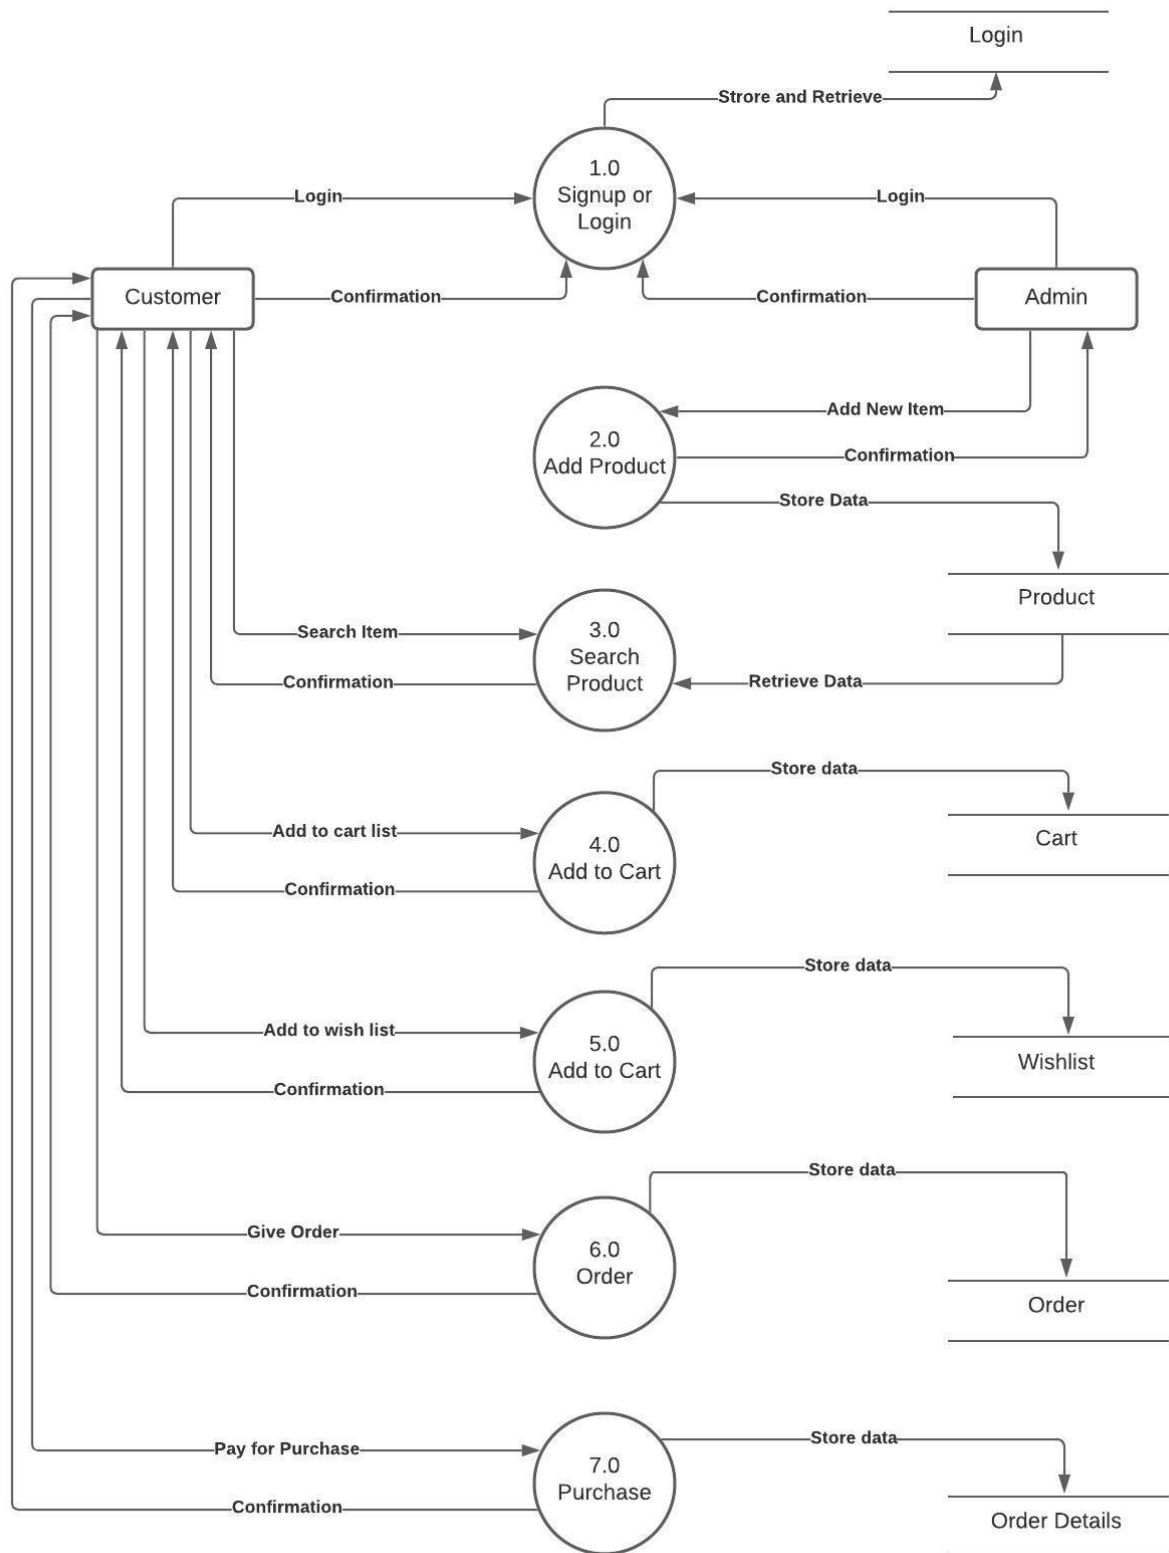 Login
Strore and Retrieve
1.0
Signup or
Login
Login
Login
Customer
Confirmation
Confirmation
Admin
Add New Item
2.0
Add Product
Confirmation
Store Data
Product
Search Item
3.0
Search
Product
Confirmation
Retrieve Data
Store data
Add to cart list
4.0
Add to Cart
Cart
Confirmation
Store data
Add to wish list
5.0
Add to Cart
Wishlist
Confirmation
Store data
Give Order
6.0
Order
Confirmation
Order
Pay for Purchase
Store data
7.0
Purchase
Confirmation
Order Details